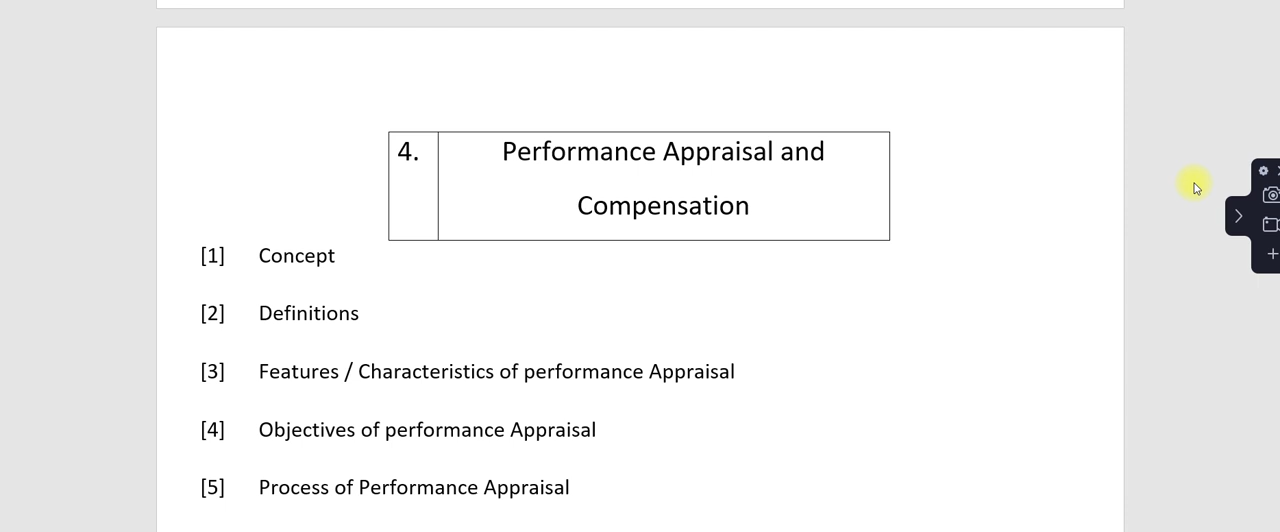 4. Performance Appraisal and
Compensation
[1] Concept
[2] Definitions
[3] Features / Characteristics of performance Appraisal
[4] Objectives of performance Appraisal
[5] Process of Performance Appraisal